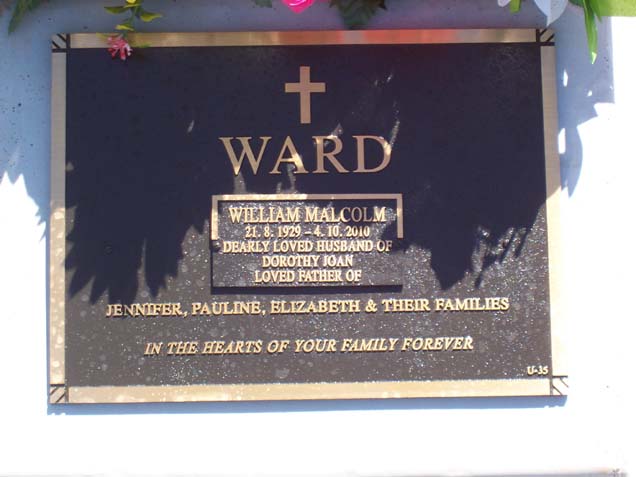 WARD
WILLIAM MALCOLM
21. 8. 1929 – 4. 10. 2010
DEARLY LOVED HUSBAND OF
DOROTHY JOAN
LOVED FATHER OF
JENNIFER, PAULINE, ELIZABETH & THEIR FAMILIES
IN THE HEARTS OF YOUR FAMILY FOREVER
U-35